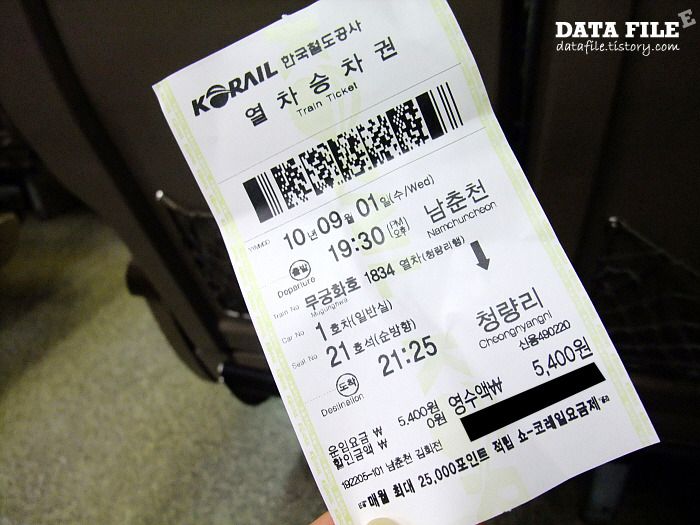 DATA FILE E
datafile.tistory.com
KORAIL 한국철도공사
열 차 승 차 권
Train Ticket
YYMMDD 10년 09월 01일(수/Wed)
출발 19:30 (PM 오후) 남춘천
Departure Namchuncheon
Train No 무궁화호 1834 열차(청량리행)
Mugunghwa
Car No 1 호차(일반실)
Seat No 21 호석(순방향)
청량리
도착 21:25 Cheongnyangni
Destination 신용490220
운임요금 ₩ 5,400원 영수액₩ 5,400원
할인금액 ₩ 0원
192205-101 남춘천 김희전
☞매월 최대 25,000포인트 적립 쇼-코레일요금제☜